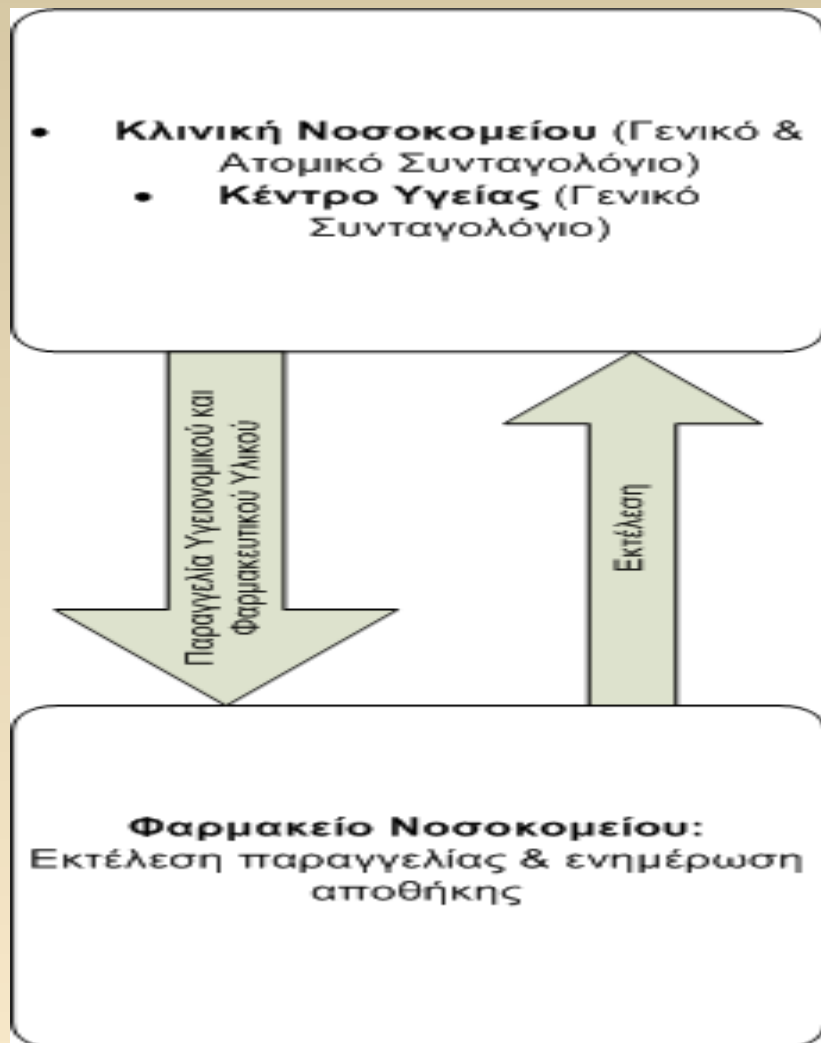 • Κλινική Νοσοκομείου (Γενικό &
Ατομικό Συνταγολόγιο)
• Κέντρο Υγείας (Γενικό
Συνταγολόγιο)
Παραγγελία Υγειονομικού και
Φαρμακευτικού Υλικού
Εκτέλεση
Φαρμακείο Νοσοκομείου:
Εκτέλεση παραγγελίας & ενημέρωση
αποθήκης